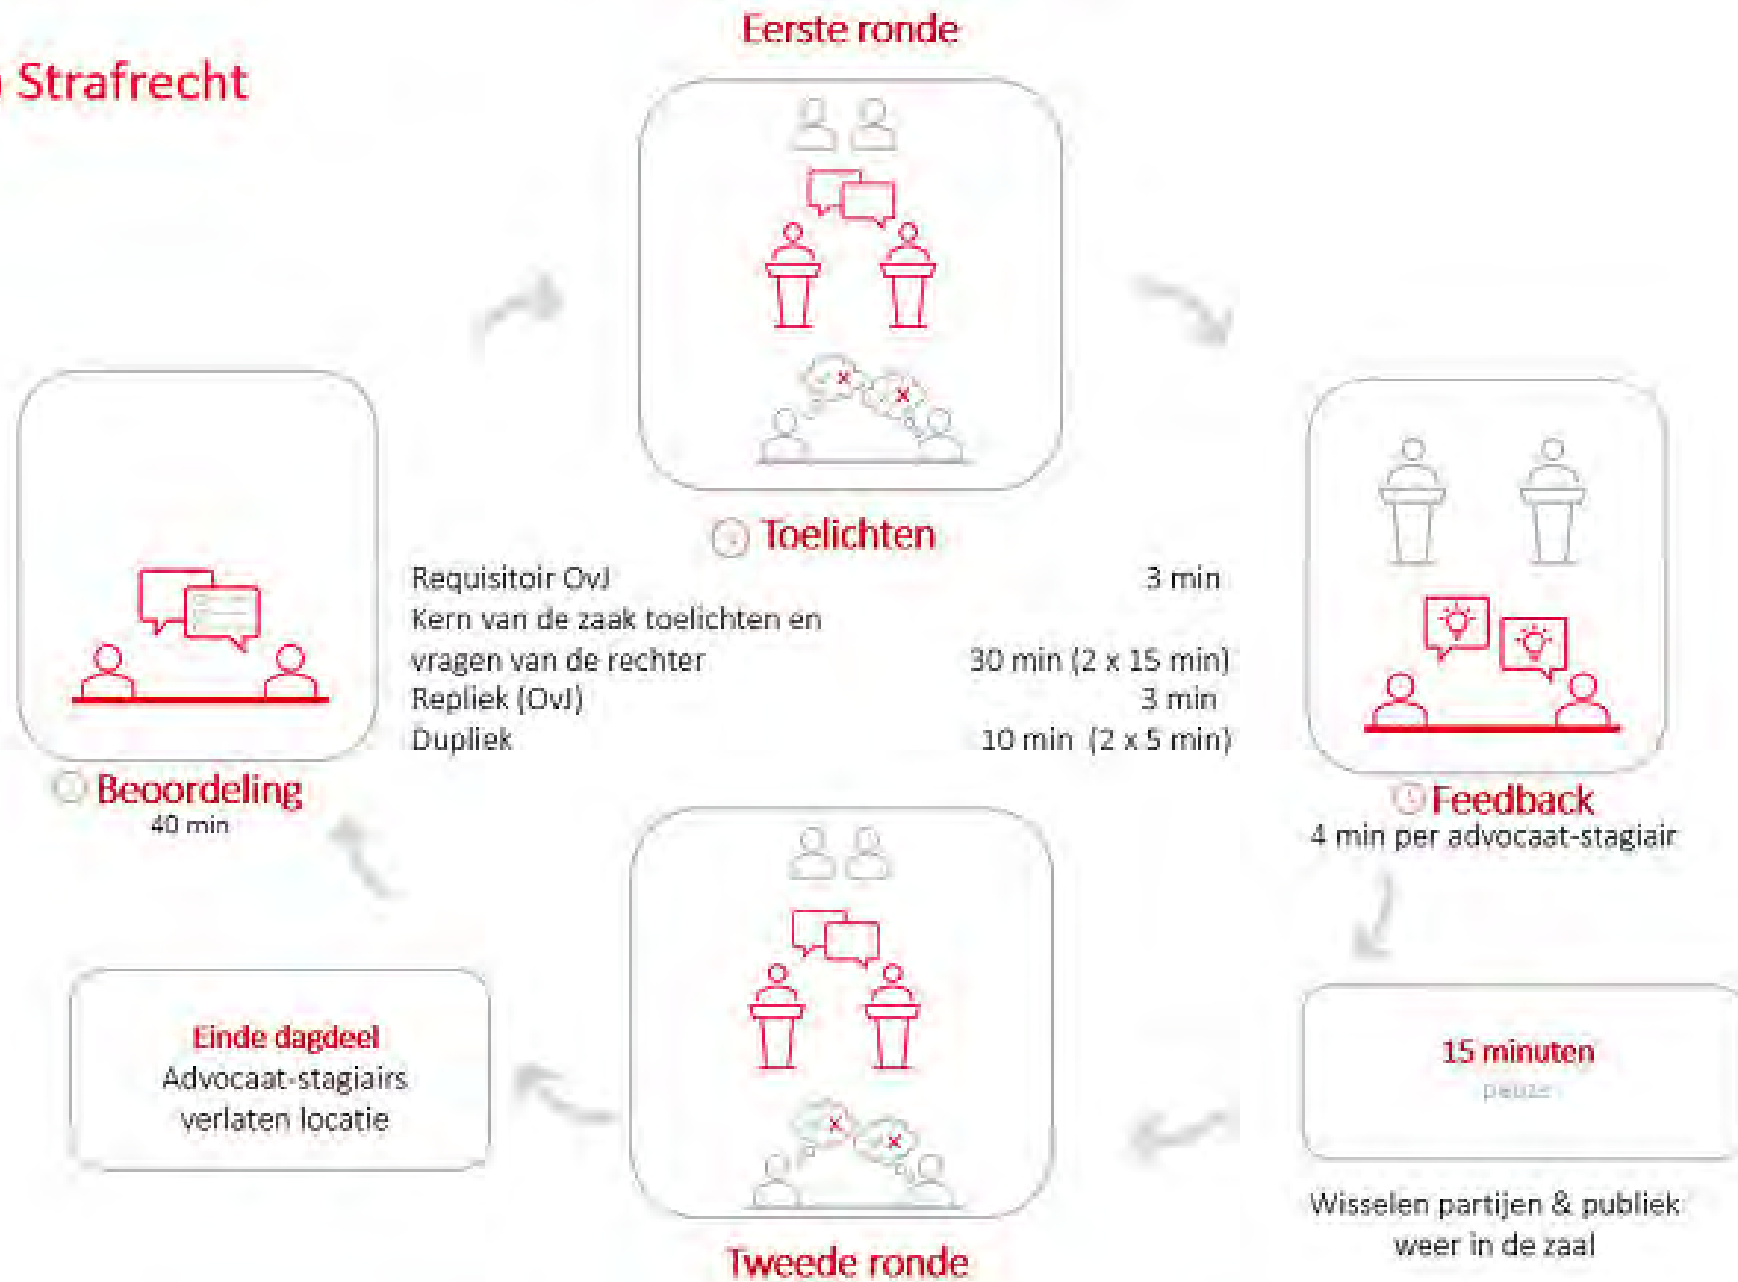 Strafrecht
Eerste ronde
Toelichten
Requisitoir OvJ 3 min
Kern van de zaak toelichten en
vragen van de rechter 30 min (2 x 15 min)
Repliek (OvJ) 3 min
Dupliek 10 min (2 x 5 min)
Feedback
4 min per advocaat-stagiair
15 minuten
pauze
Wisselen partijen & publiek
weer in de zaal
Tweede ronde
Einde dagdeel
Advocaat-stagiairs
verlaten locatie
Beoordeling
40 min